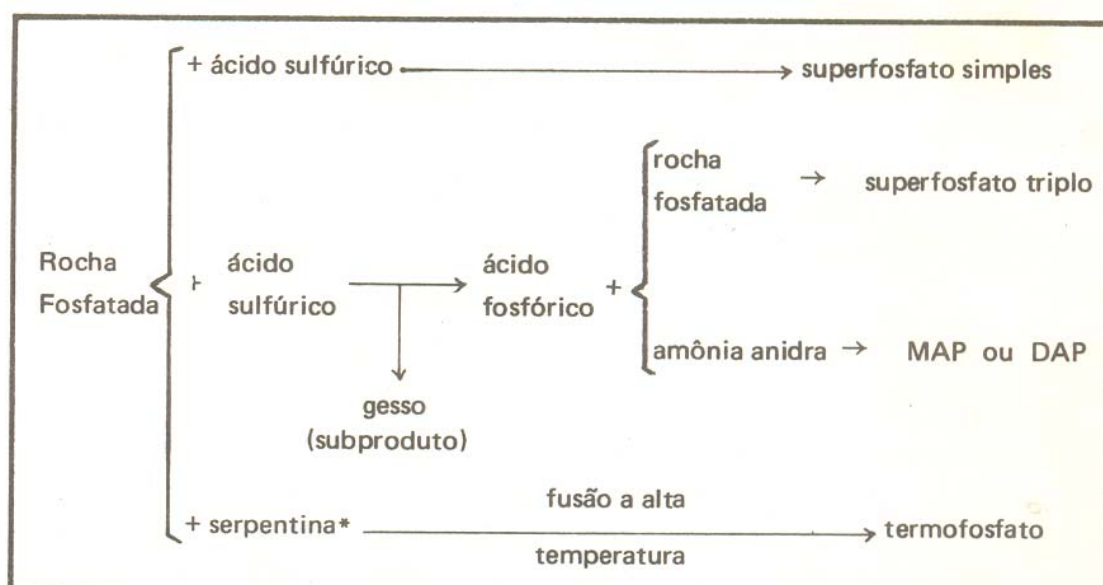 + ácido sulfúrico → superfosfato simples
rocha
fosfatada → superfosfato triplo
Rocha
Fosfatada
+ ácido
sulfúrico
ácido
fosfórico +
amônia anidra → MAP ou DAP
gesso
(subproduto)
+ serpentina*
fusão a alta
temperatura
termofosfato